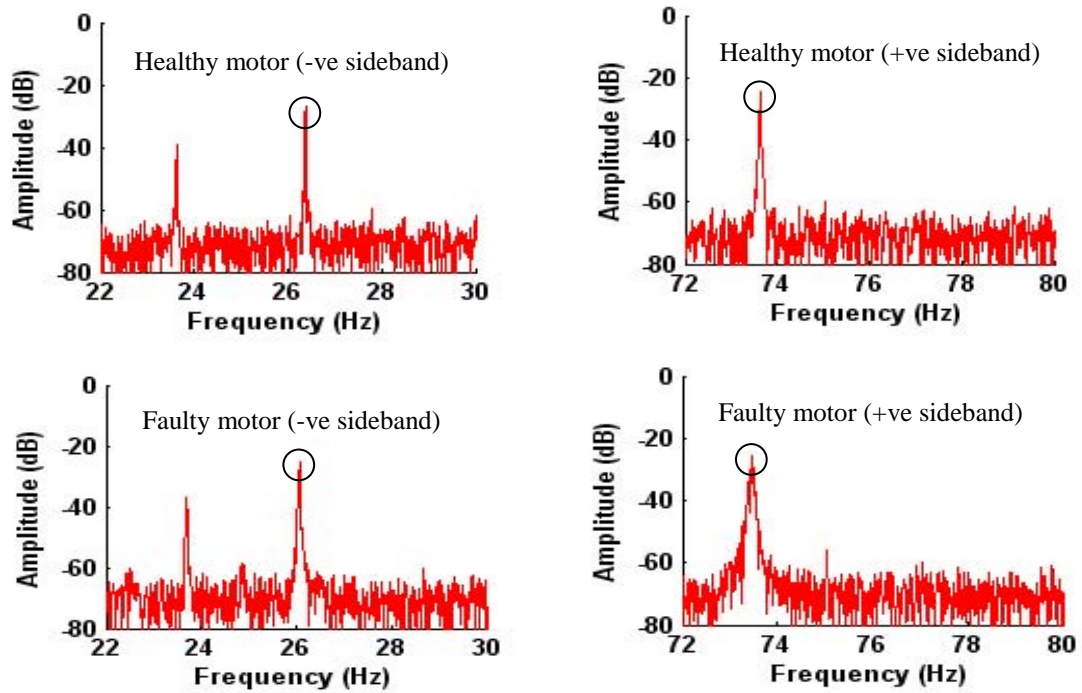 0
-20
-40
-60
-80
Amplitude (dB)
Healthy motor (-ve sideband)
22 24 26 28 30
Frequency (Hz)
0
-20
-40
-60
-80
Amplitude (dB)
Healthy motor (+ve sideband)
72 74 76 78 80
Frequency (Hz)
0
-20
-40
-60
-80
Amplitude (dB)
Faulty motor (-ve sideband)
22 24 26 28 30
Frequency (Hz)
0
-20
-40
-60
-80
Amplitude (dB)
Faulty motor (+ve sideband)
72 74 76 78 80
Frequency (Hz)